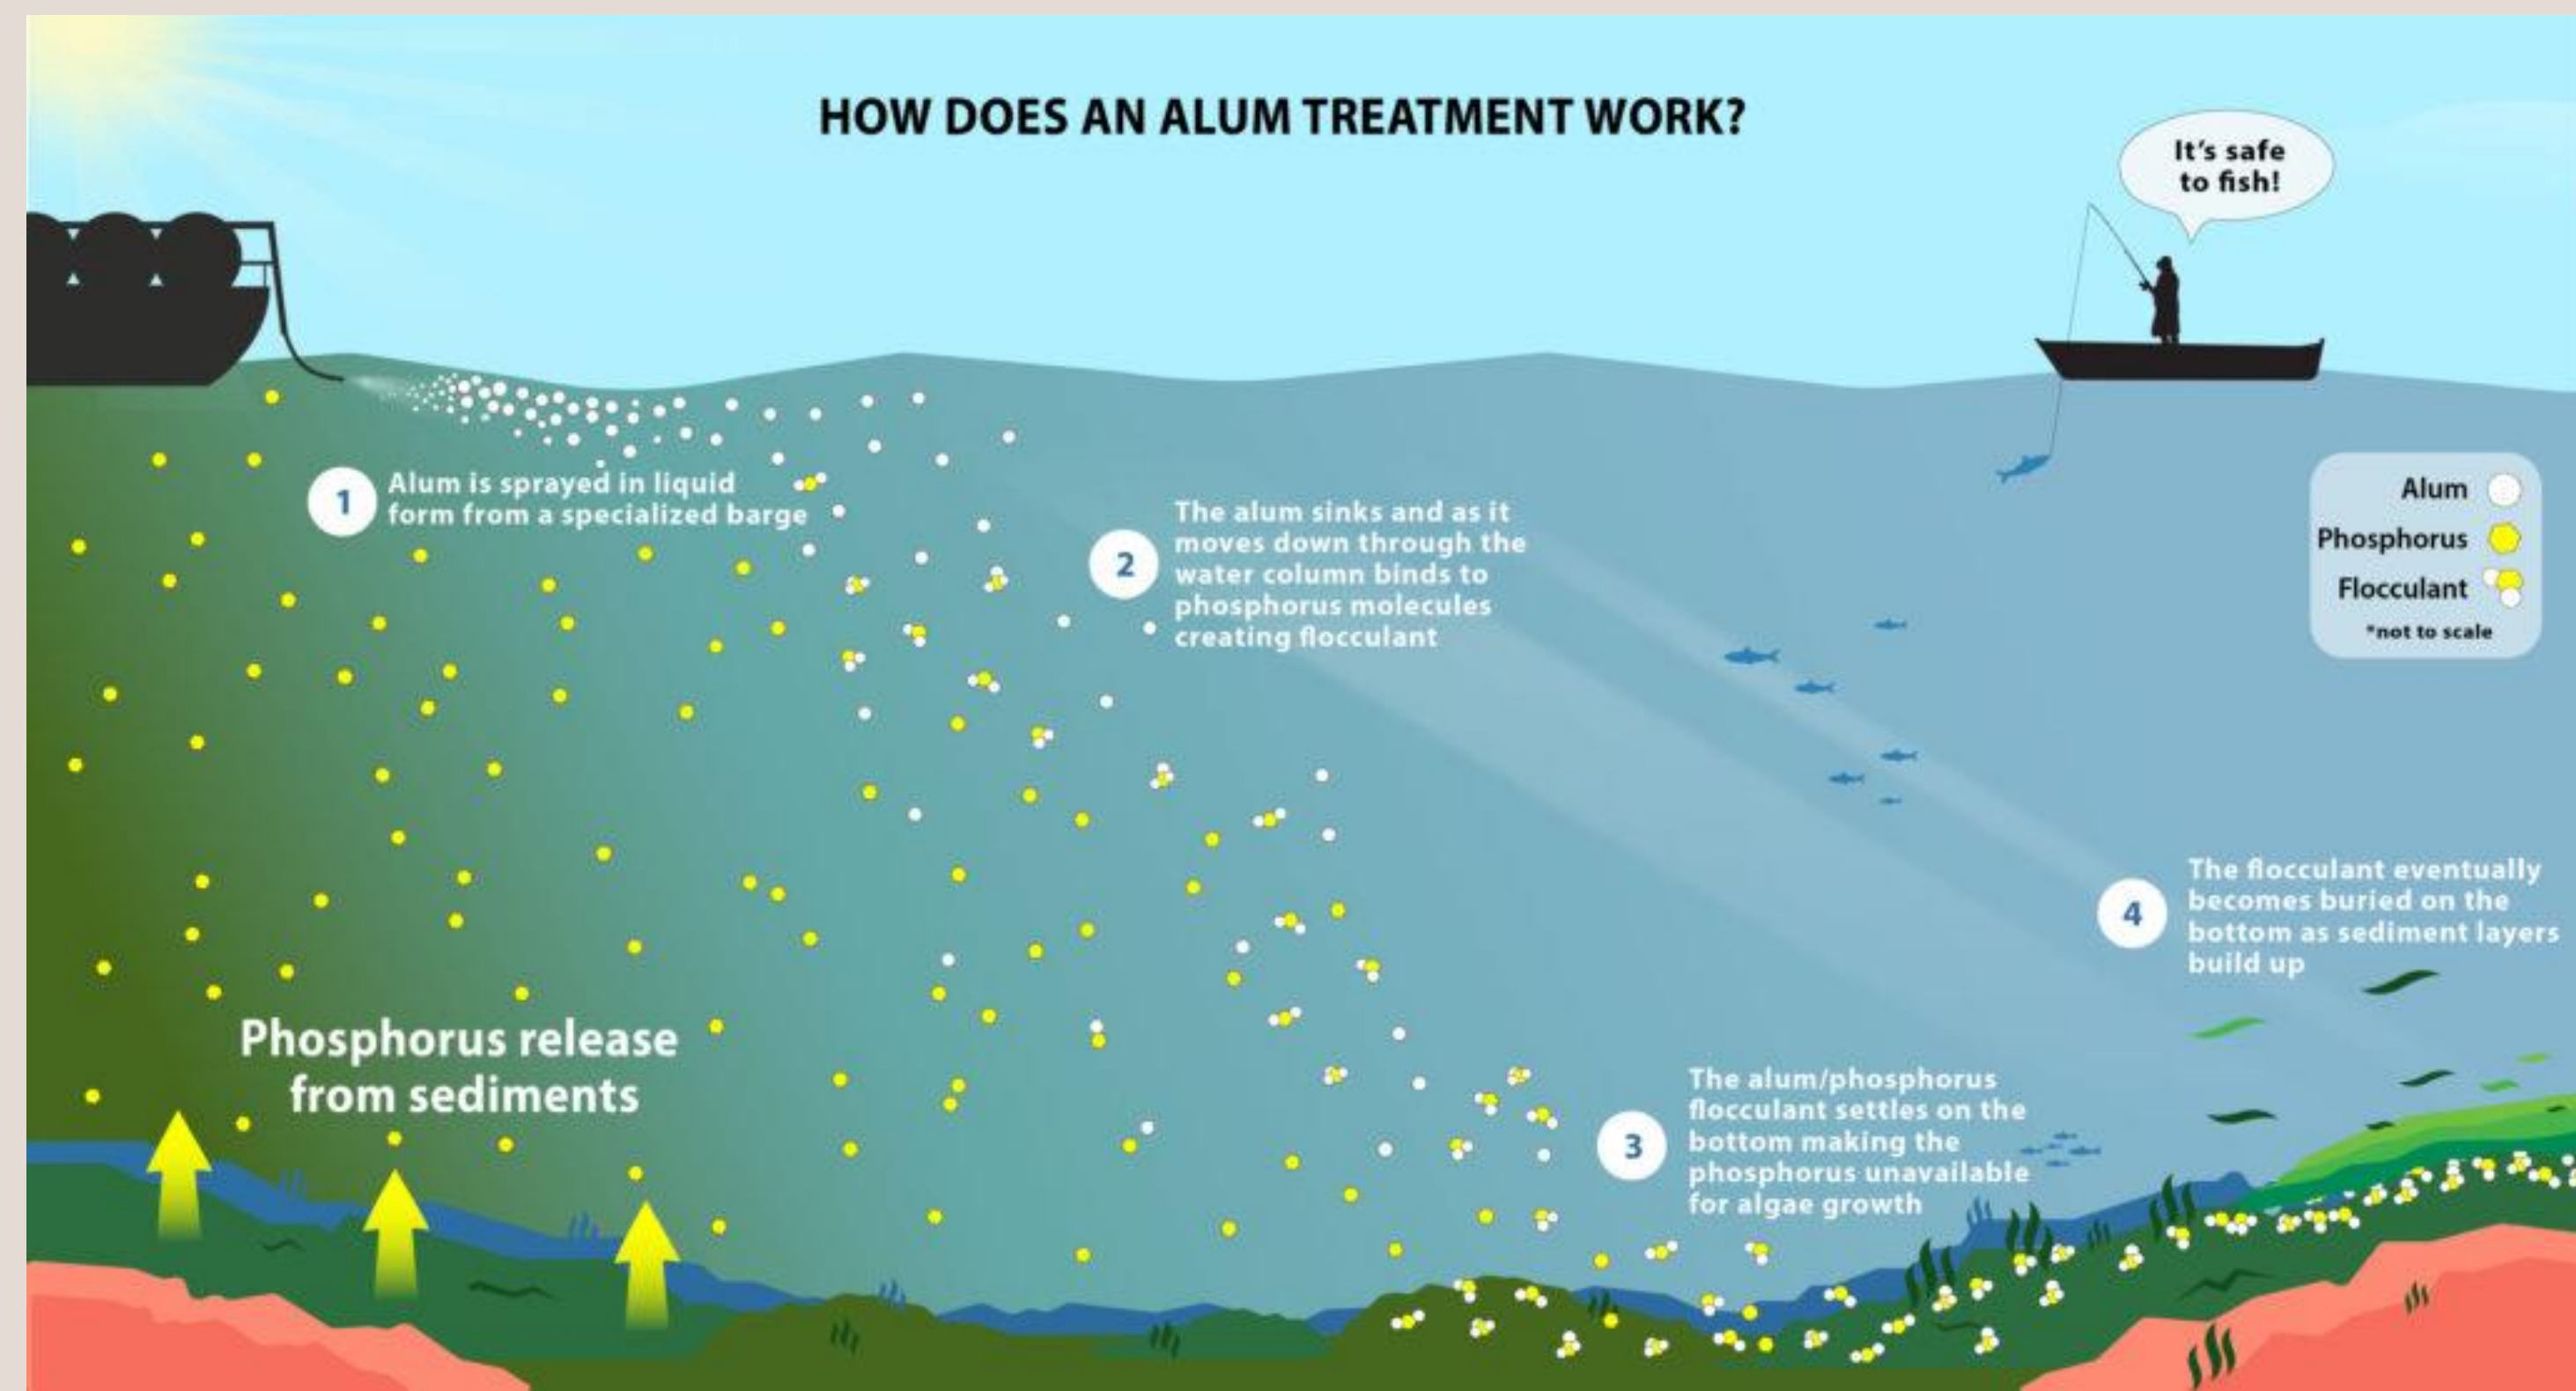 HOW DOES AN ALUM TREATMENT WORK?
It's safe
to fish!
1
Alum is sprayed in liquid
form from a specialized barge
2
The alum sinks and as it
moves down through the
water column binds to
phosphorus molecules
creating flocculant
Alum
Phosphorus
Flocculant
*not to scale
4
The flocculant eventually
becomes buried on the
bottom as sediment layers
build up
Phosphorus release
from sediments
3
The alum/phosphorus
flocculant settles on the
bottom making the
phosphorus unavailable
for algae growth